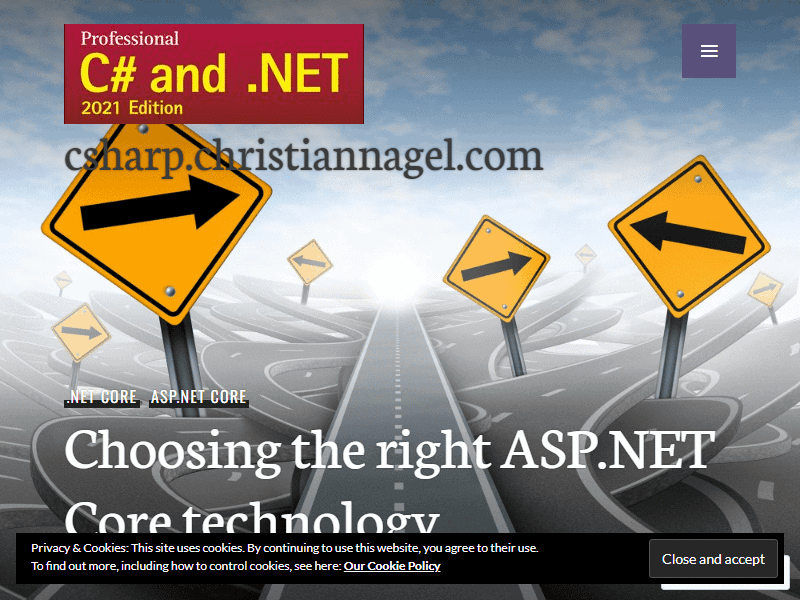 Professional
C# and .NET
2021 Edition
csharp.christiannagel.com
.NET CORE ASP.NET CORE
Choosing the right ASP.NET
Core technology
Privacy & Cookies: This site uses cookies. By continuing to use this website, you agree to their use.
To find out more, including how to control cookies, see here: Our Cookie Policy
Close and accept